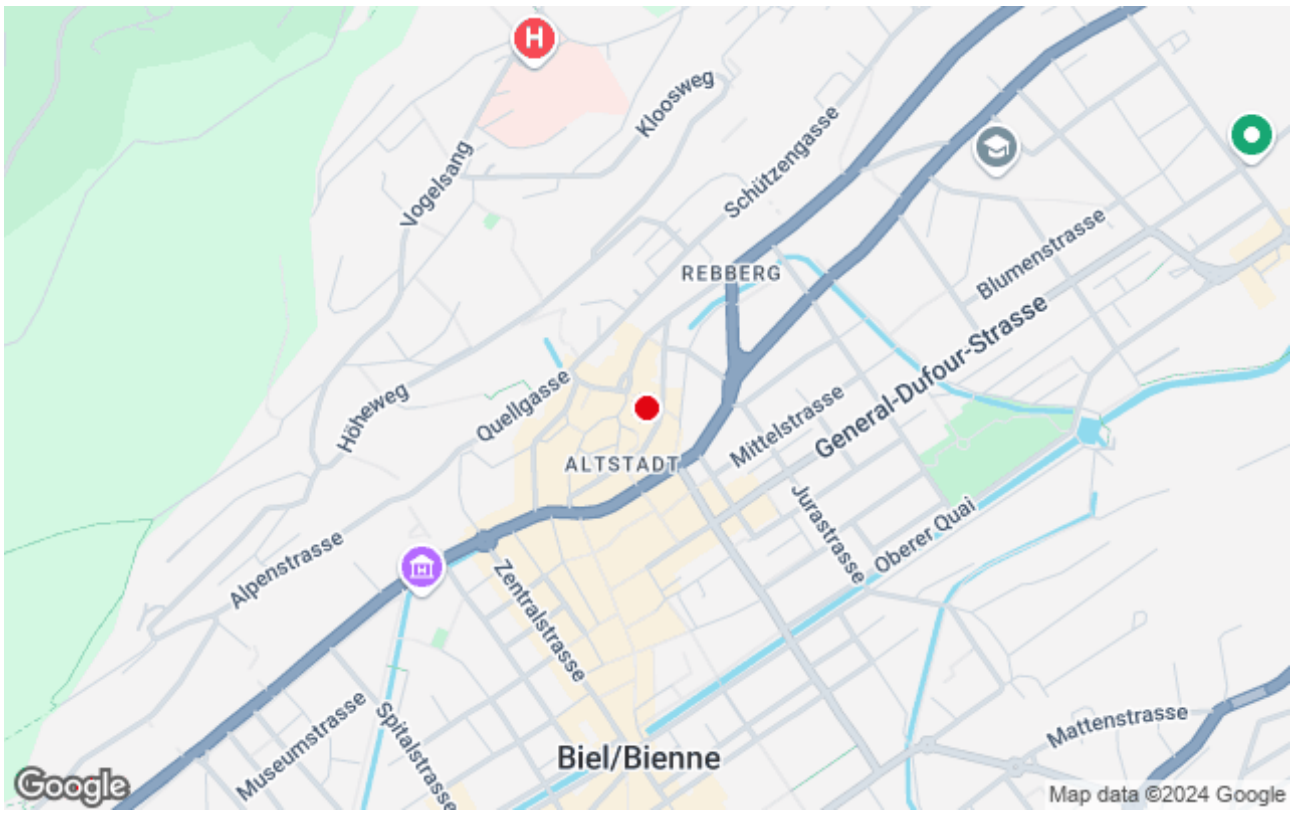 H
Kloosweg
Vogelsang
Schützengasse
REBBERG
Blumenstrasse
General-Dufour-Strasse
Höheweg
Quellgasse
Mittelstrasse
ALTSTADT
Jurastrasse
Oberer Quai
Alpenstrasse
Zentralstrasse
Museumstrasse
Spitalstrasse
Mattenstrasse
Biel/Bienne
Google
Map data ©2024 Google